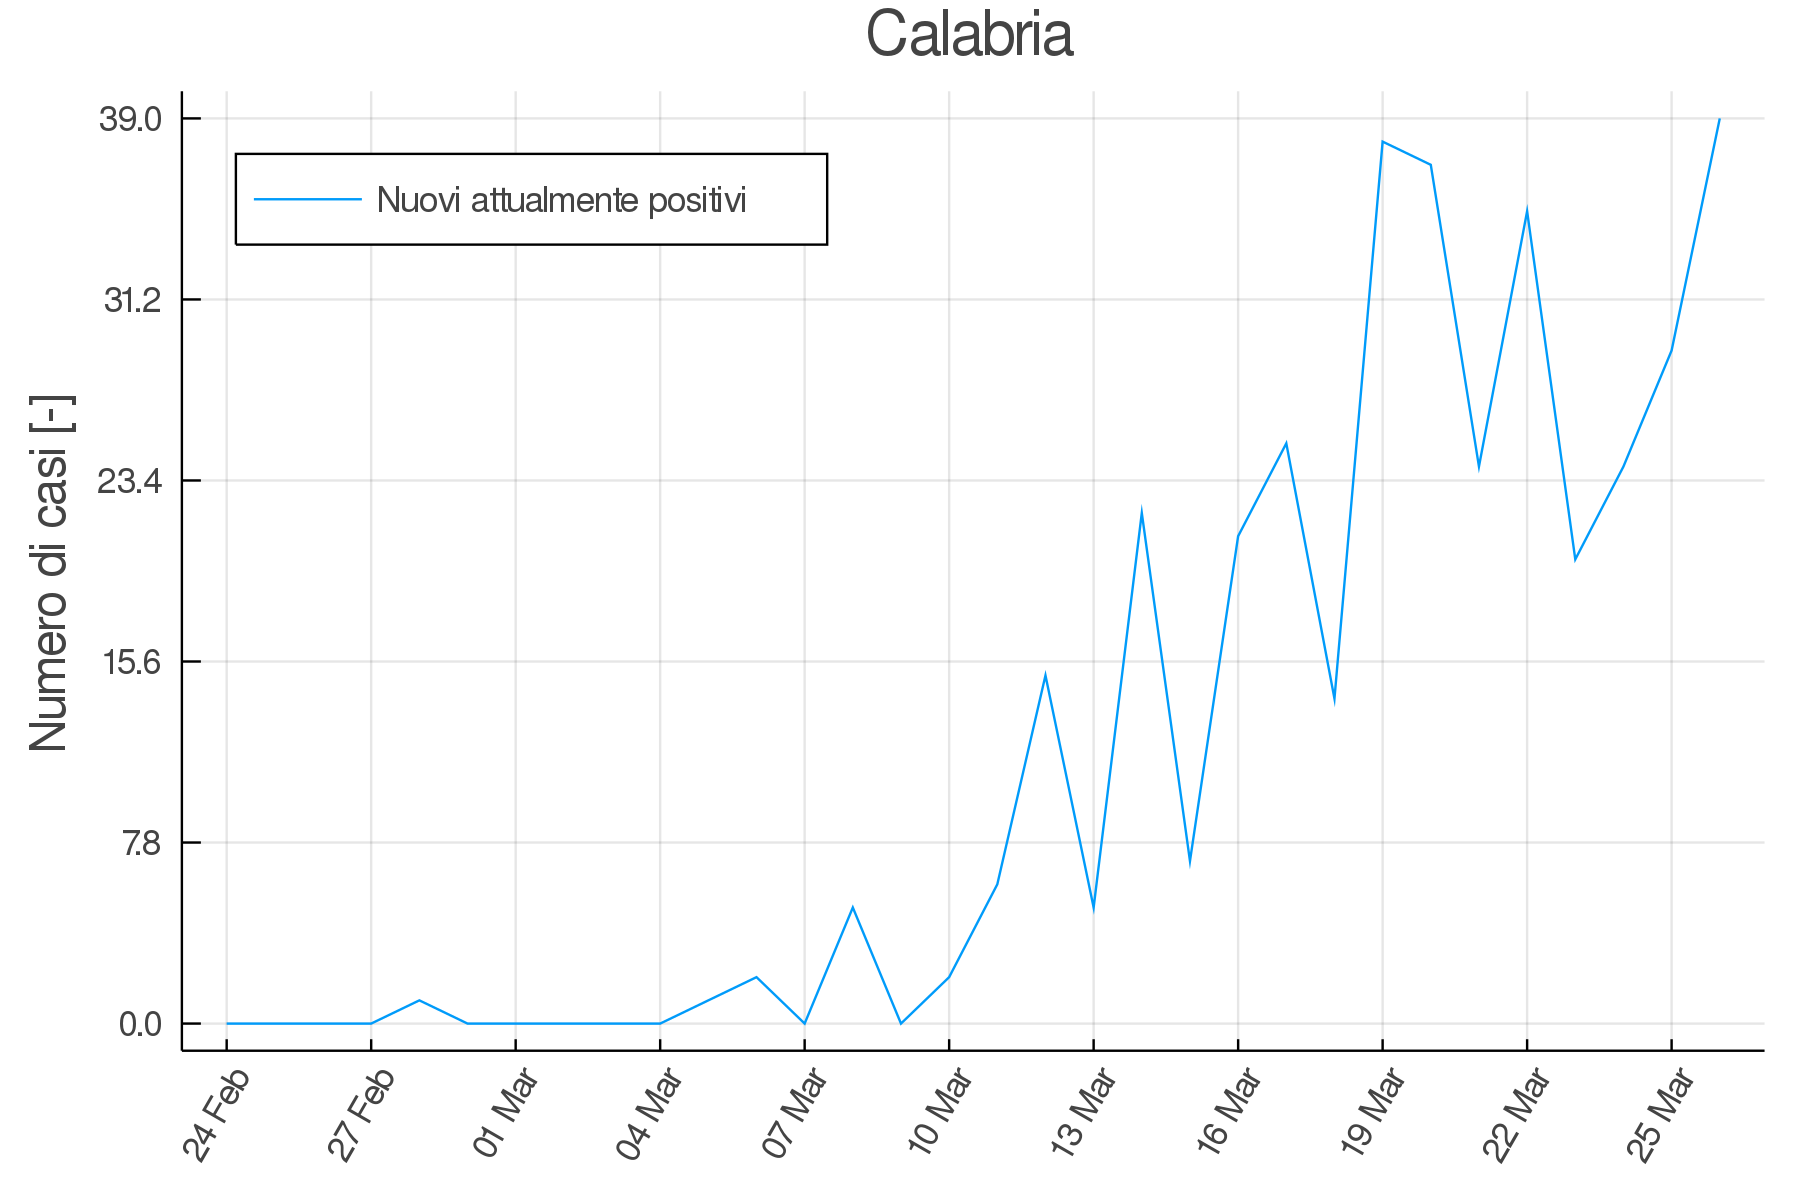 Calabria
39.0
31.2
23.4
15.6
7.8
0.0
Numero di casi [-]
Nuovi attualmente positivi
24 Feb
27 Feb
01 Mar
04 Mar
07 Mar
10 Mar
13 Mar
16 Mar
19 Mar
22 Mar
25 Mar